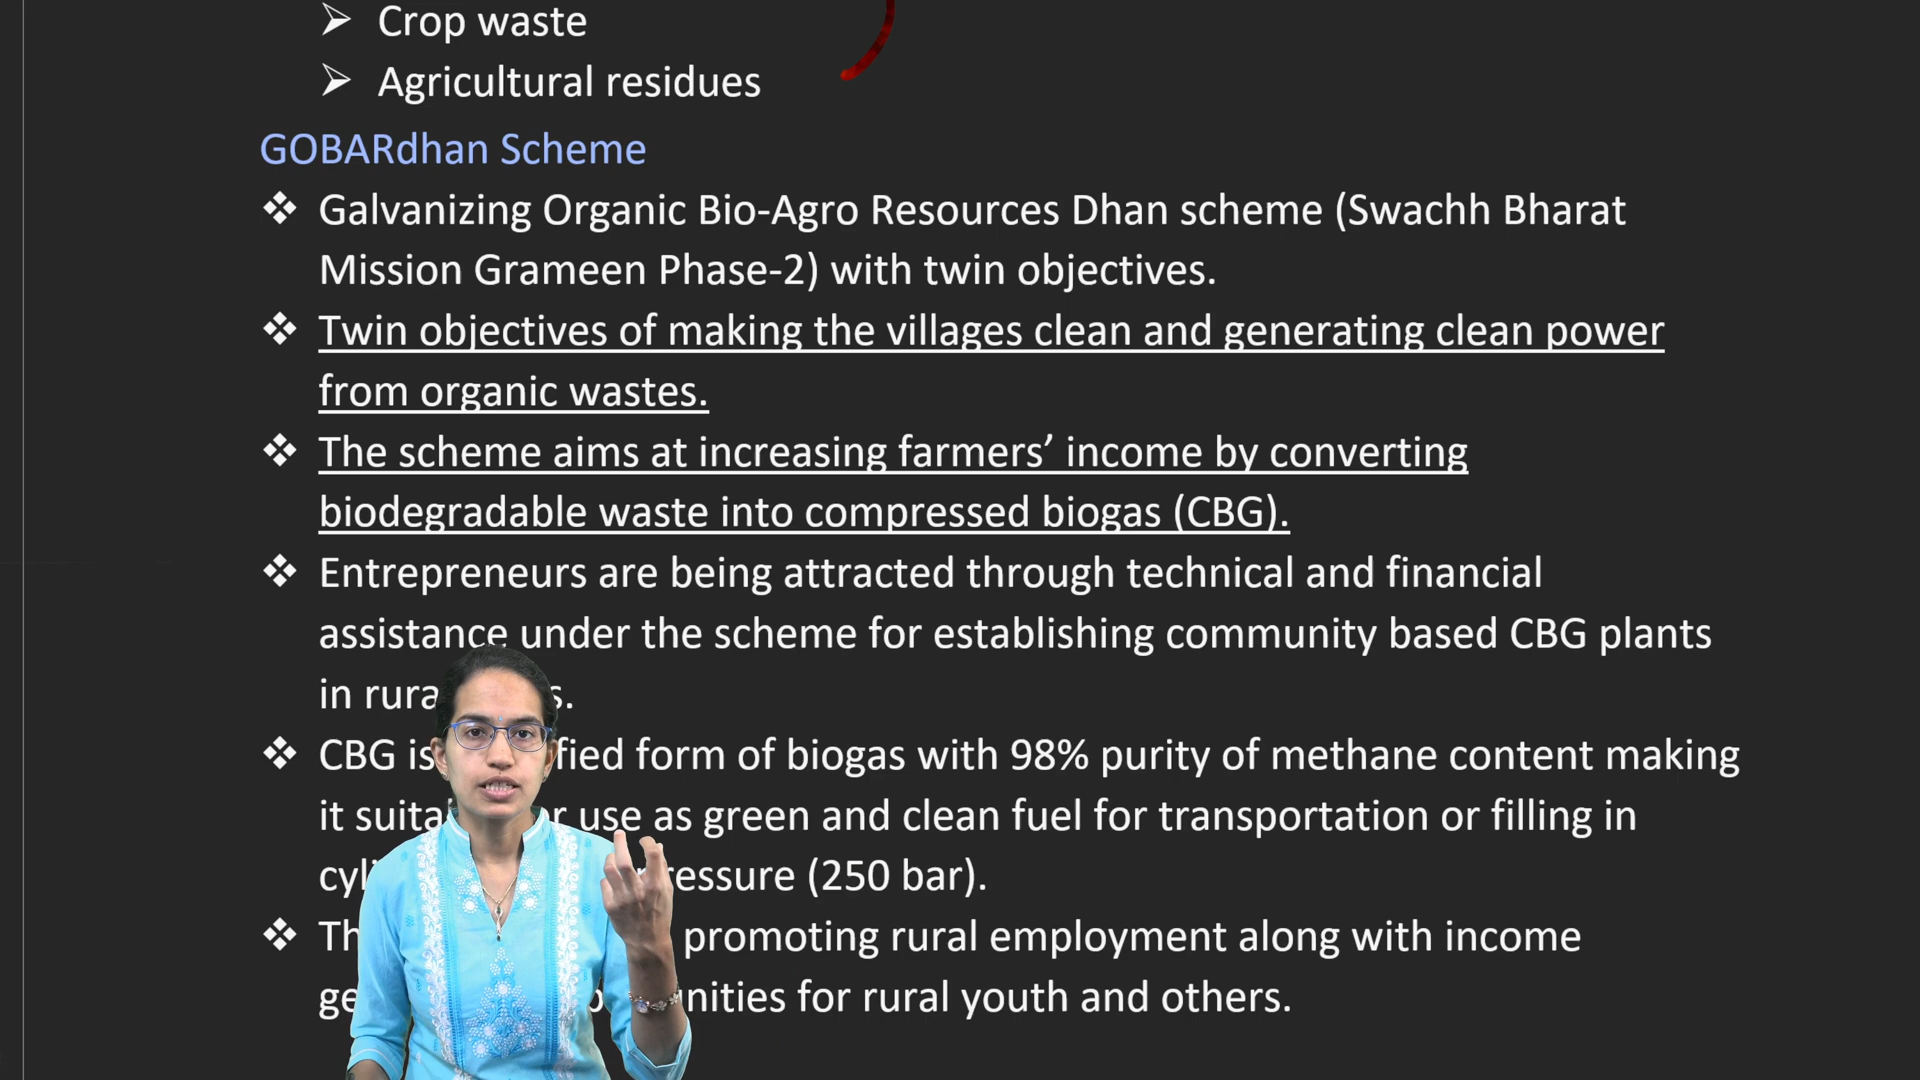 ➢ Crop waste
➢ Agricultural residues
GOBARdhan Scheme
❖ Galvanizing Organic Bio-Agro Resources Dhan scheme (Swachh Bharat
Mission Grameen Phase-2) with twin objectives.
❖ Twin objectives of making the villages clean and generating clean power
from organic wastes.
❖ The scheme aims at increasing farmers’ income by converting
biodegradable waste into compressed biogas (CBG).
❖ Entrepreneurs are being attracted through technical and financial
assistance under the scheme for establishing community based CBG plants
in
❖ CBG is form of biogas with 98% purity of methane content making
it use as green and clean fuel for transportation or filling in
(250 bar).
❖ promoting rural employment along with income
for rural youth and others.